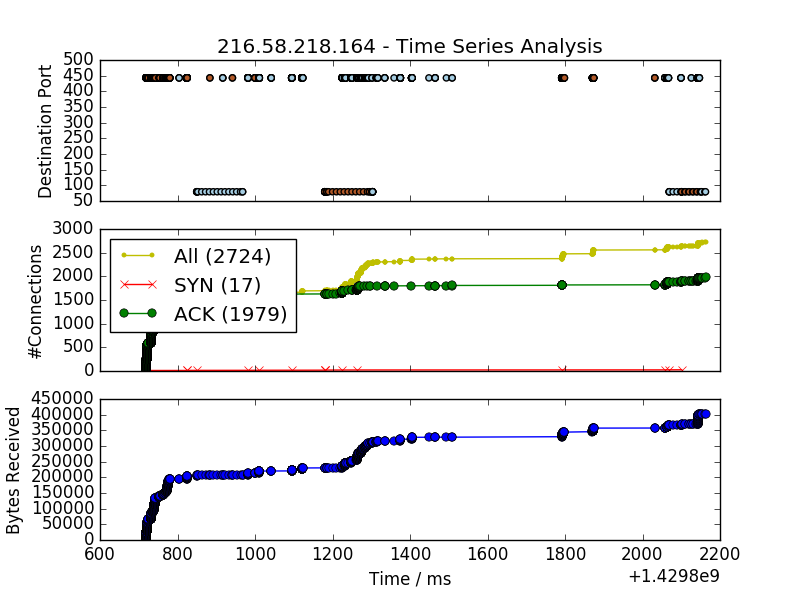 216.58.218.164 - Time Series Analysis
Destination Port
500
450
400
350
300
250
200
150
100
50
#Connections
3000
2500
2000
1500
1000
500
0
All (2724)
SYN (17)
ACK (1979)
Bytes Received
450000
400000
350000
300000
250000
200000
150000
100000
50000
0
600 800 1000 1200 1400 1600 1800 2000 2200
Time / ms
+1.4298e9